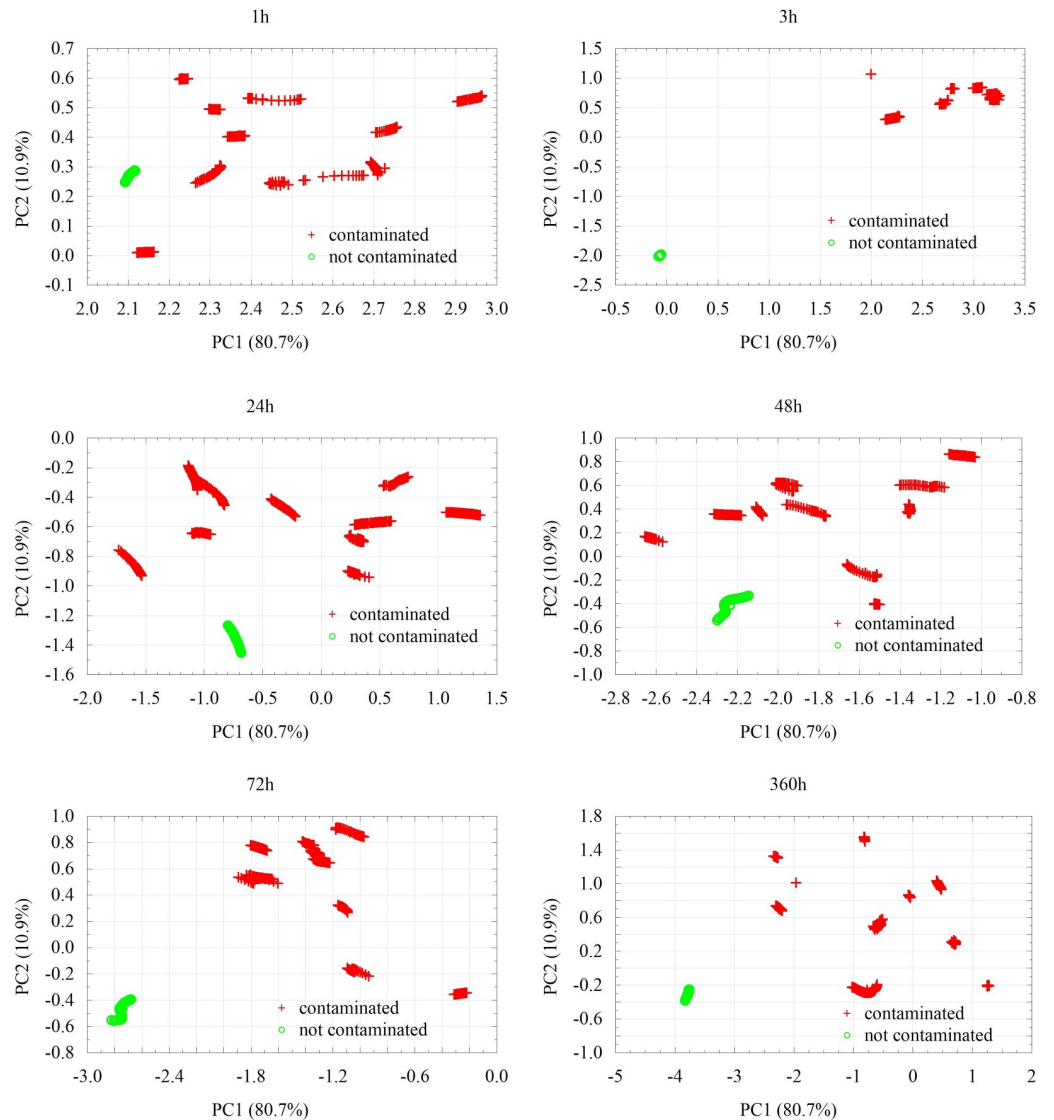 1h
0.7
0.6
0.5
0.4
0.3
0.2
0.1
0.0
-0.1
PC2 (10.9%)
+ contaminated
○ not contaminated
2.0 2.1 2.2 2.3 2.4 2.5 2.6 2.7 2.8 2.9 3.0
PC1 (80.7%)
3h
1.5
1.0
0.5
0.0
-0.5
-1.0
-1.5
-2.0
-2.5
PC2 (10.9%)
+ contaminated
○ not contaminated
-0.5 0.0 0.5 1.0 1.5 2.0 2.5 3.0 3.5
PC1 (80.7%)
24h
0.0
-0.2
-0.4
-0.6
-0.8
-1.0
-1.2
-1.4
-1.6
PC2 (10.9%)
+ contaminated
○ not contaminated
-2.0 -1.5 -1.0 -0.5 0.0 0.5 1.0 1.5
PC1 (80.7%)
48h
1.0
0.8
0.6
0.4
0.2
0.0
-0.2
-0.4
-0.6
-0.8
-1.0
PC2 (10.9%)
+ contaminated
○ not contaminated
-2.8 -2.6 -2.4 -2.2 -2.0 -1.8 -1.6 -1.4 -1.2 -1.0 -0.8
PC1 (80.7%)
72h
1.0
0.8
0.6
0.4
0.2
0.0
-0.2
-0.4
-0.6
-0.8
PC2 (10.9%)
+ contaminated
○ not contaminated
-3.0 -2.4 -1.8 -1.2 -0.6 0.0
PC1 (80.7%)
360h
1.8
1.4
1.0
0.6
0.2
-0.2
-0.6
-1.0
PC2 (10.9%)
+ contaminated
○ not contaminated
-5 -4 -3 -2 -1 0 1 2
PC1 (80.7%)